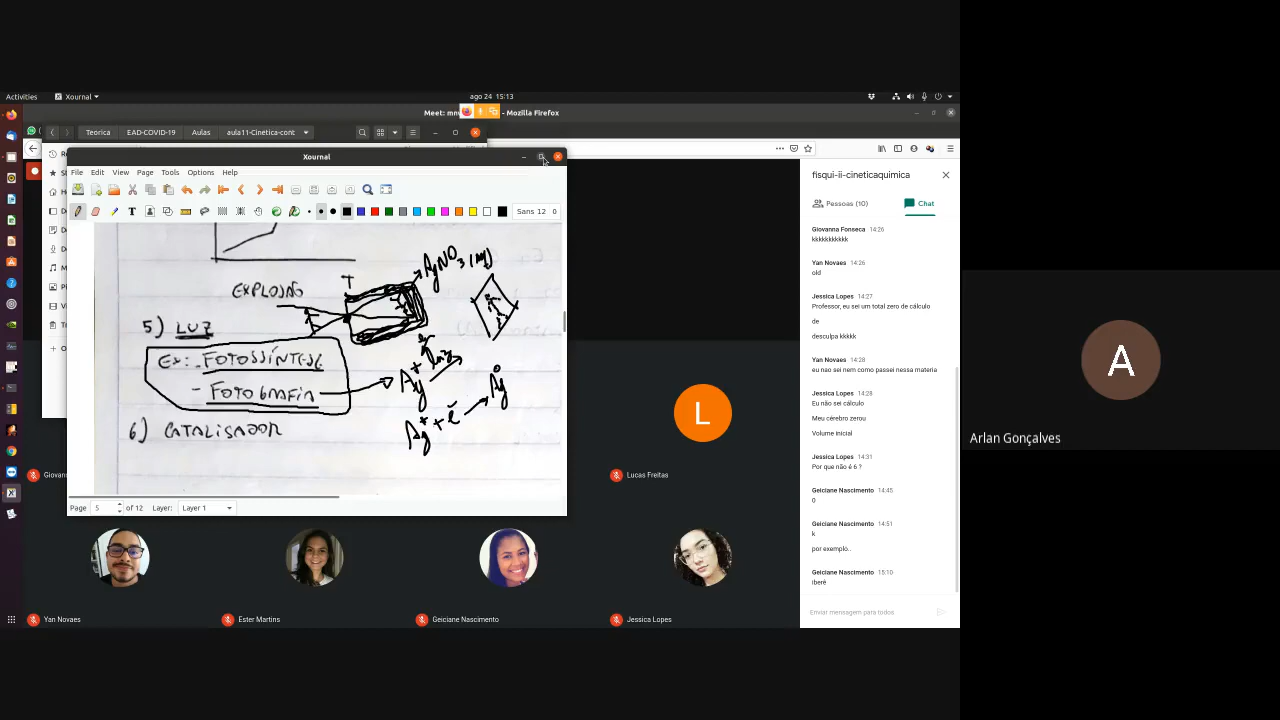 Activities
Xournal
ago 24 15:13
Meet: mn
- Mozilla Firefox
Teorica
EAD-COVID-19
Aulas
aula11-Cinetica-cont
Xournal
File Edit View Page Tools Options Help
Sans 12
T
AgNO3
EXPLOSÃO
5) LUZ
EX: - FOTOSSÍNTESE
- FOTOGRAFIA
Ag+
Ag°
Ag+ + e-
6) CATALISADOR
Page 5 of 12 Layer: Layer 1
fisqui-ii-cineticaquimica
Pessoas (10)
Chat
Giovanna Fonseca 14:26
kkkkkkkkkkk
Yan Novaes 14:26
old
Jessica Lopes 14:27
Professor, eu sei um total zero de cálculo
de
desculpa kkkkk
Yan Novaes 14:28
eu nao sei nem como passei nessa materia
Jessica Lopes 14:28
Eu não sei cálculo
Meu cérebro zerou
Volume inicial
Jessica Lopes 14:31
Por que não é 6 ?
Geiciane Nascimento 14:45
0
Geiciane Nascimento 14:51
k
por exemplo..
Geiciane Nascimento 15:10
iberê
Enviar mensagem para todos
L
Giovan
Lucas Freitas
Yan Novaes
Ester Martins
Geiciane Nascimento
Jessica Lopes
A
Arlan Gonçalves